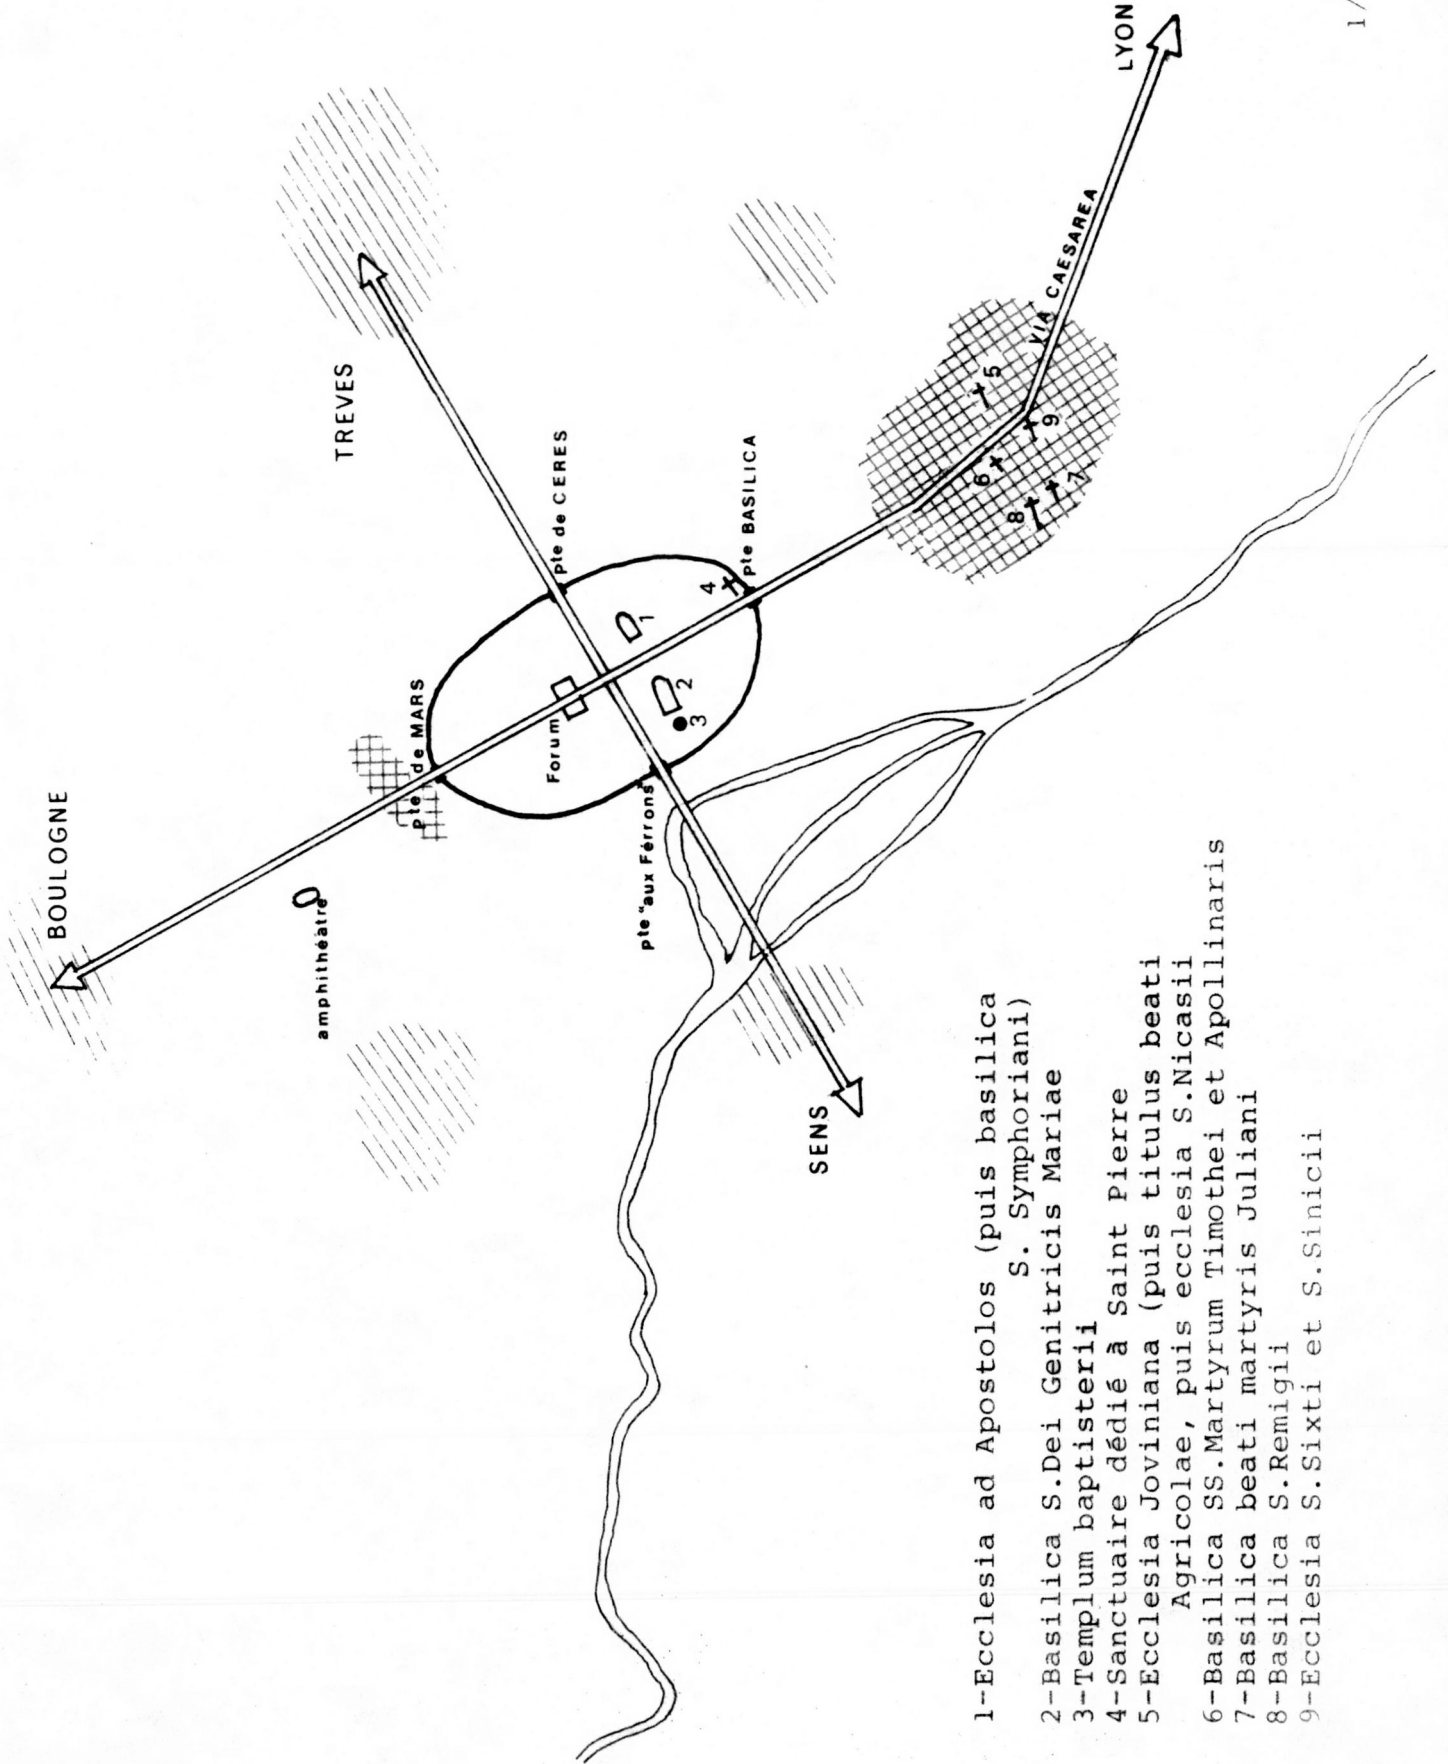 BOULOGNE
TREVES
LYON
SENS
amphithéatre
pte de MARS
pte de CERES
Forum
pte "aux Ferrons"
pte BASILICA
VIA CAESAREA
1
2
3
4
5
6
7
8
9
1/
1-Ecclesia ad Apostolos (puis basilica
S. Symphoriani)
2-Basilica S.Dei Genitricis Mariae
3-Templum baptisterii
4-Sanctuaire dédié à Saint Pierre
5-Ecclesia Joviniana (puis titulus beati
Agricolae, puis ecclesia S.Nicasii
6-Basilica SS.Martyrum Timothei et Apollinaris
7-Basilica beati martyris Juliani
8-Basilica S.Remigii
9-Ecclesia S.Sixti et S.Sinicii